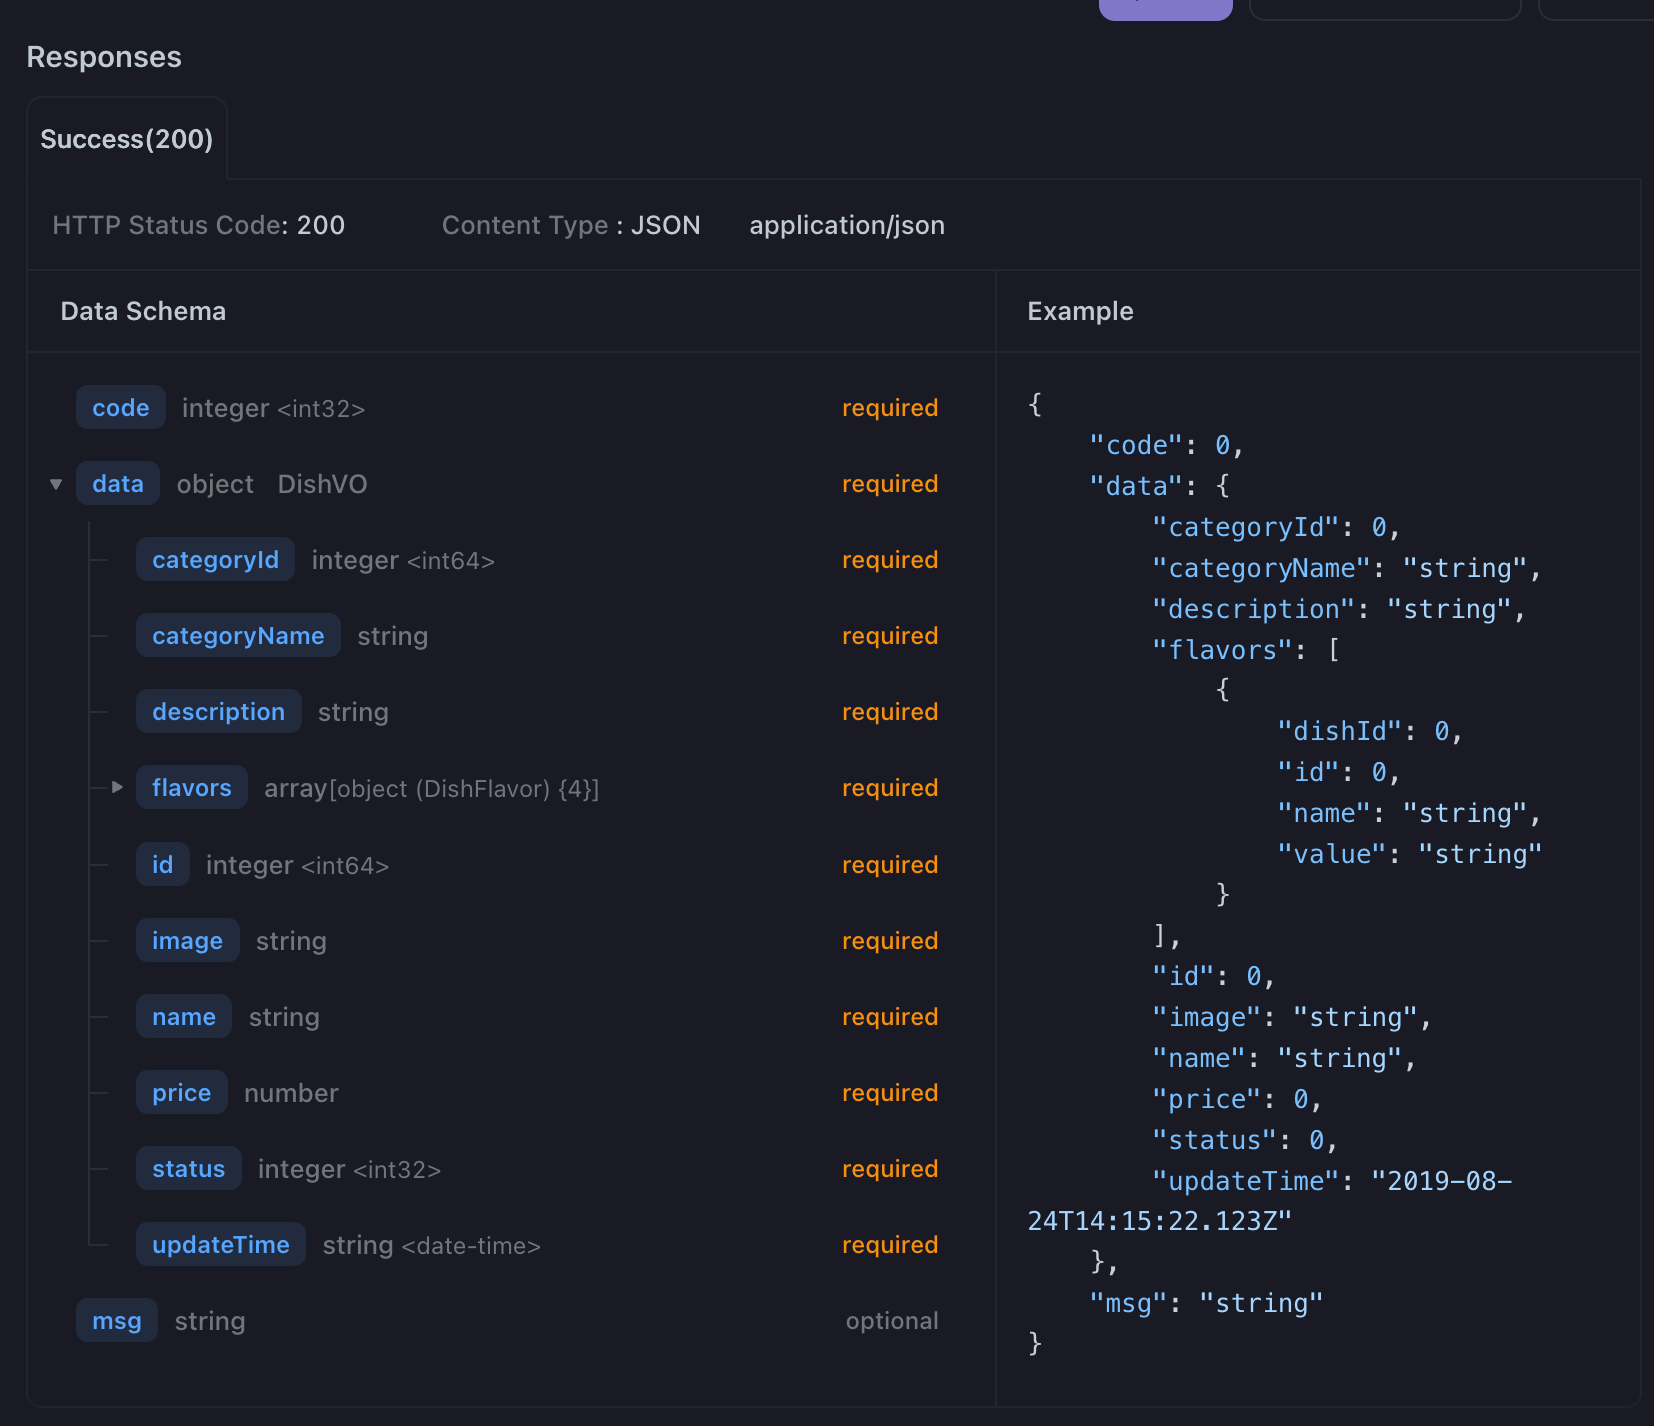 Responses
Success(200)
HTTP Status Code: 200 Content Type : JSON application/json
Data Schema
code integer <int32> required
data object DishVO required
categoryId integer <int64> required
categoryName string required
description string required
flavors array[object (DishFlavor) {4}] required
id integer <int64> required
image string required
name string required
price number required
status integer <int32> required
updateTime string <date-time> required
msg string optional
Example
{
"code": 0,
"data": {
"categoryId": 0,
"categoryName": "string",
"description": "string",
"flavors": [
{
"dishId": 0,
"id": 0,
"name": "string",
"value": "string"
}
],
"id": 0,
"image": "string",
"name": "string",
"price": 0,
"status": 0,
"updateTime": "2019-08-
24T14:15:22.123Z"
},
"msg": "string"
}